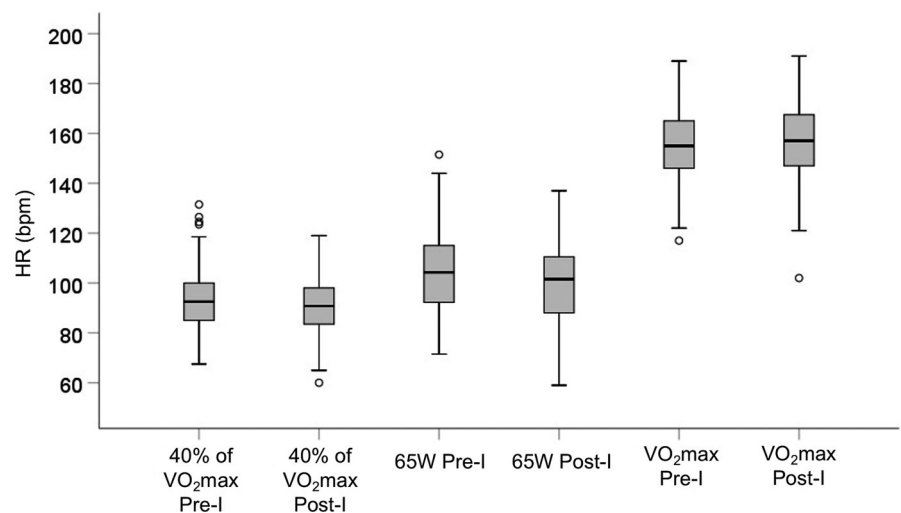 HR (bpm)
200
180
160
140
120
100
80
60
40% of
VO₂max
Pre-I
40% of
VO₂max
Post-I
65W Pre-I
65W Post-I
VO₂max
Pre-I
VO₂max
Post-I